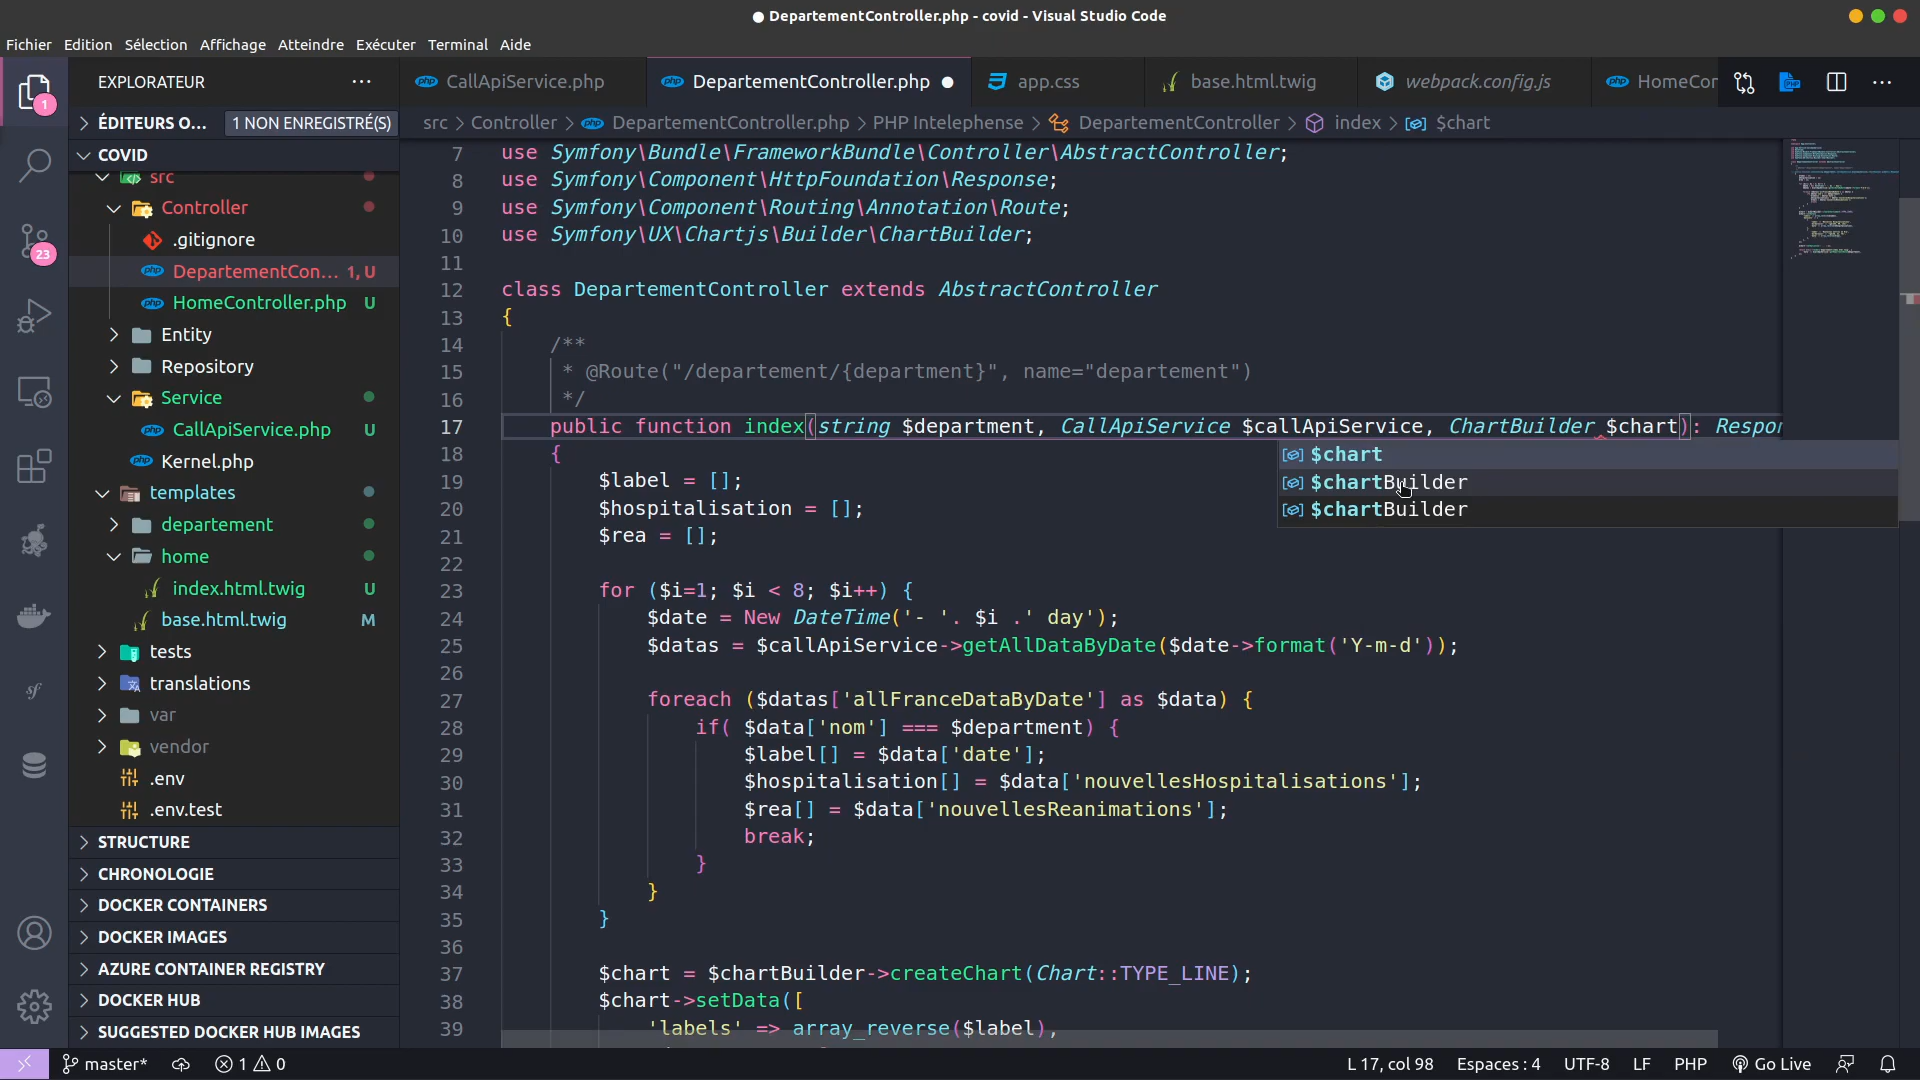 ● DepartementController.php - covid - Visual Studio Code
Fichier Edition Sélection Affichage Atteindre Exécuter Terminal Aide
EXPLORATEUR
ÉDITEURS O... 1 NON ENREGISTRÉ(S)
COVID
src
Controller
.gitignore
DepartementCon... 1, U
HomeController.php U
Entity
Repository
Service
CallApiService.php U
Kernel.php
templates
departement
home
index.html.twig U
base.html.twig M
tests
translations
var
vendor
.env
.env.test
STRUCTURE
CHRONOLOGIE
DOCKER CONTAINERS
DOCKER IMAGES
AZURE CONTAINER REGISTRY
DOCKER HUB
SUGGESTED DOCKER HUB IMAGES
1
23
sf
php CallApiService.php php DepartementController.php ● app.css base.html.twig webpack.config.js php HomeCor
src > Controller > php DepartementController.php > PHP Intelephense > DepartementController > index > $chart
7 use Symfony\Bundle\FrameworkBundle\Controller\AbstractController;
8 use Symfony\Component\HttpFoundation\Response;
9 use Symfony\Component\Routing\Annotation\Route;
10 use Symfony\UX\Chartjs\Builder\ChartBuilder;
11
12 class DepartementController extends AbstractController
13 {
14 /**
15 * @Route("/departement/{department}", name="departement")
16 */
17 public function index(string $department, CallApiService $callApiService, ChartBuilder $chart): Respor
18 {
19 $label = [];
20 $hospitalisation = [];
21 $rea = [];
22
23 for ($i=1; $i < 8; $i++) {
24 $date = New DateTime('- '. $i .' day');
25 $datas = $callApiService->getAllDataByDate($date->format('Y-m-d'));
26
27 foreach ($datas['allFranceDataByDate'] as $data) {
28 if( $data['nom'] === $department) {
29 $label[] = $data['date'];
30 $hospitalisation[] = $data['nouvellesHospitalisations'];
31 $rea[] = $data['nouvellesReanimations'];
32 break;
33 }
34 }
35 }
36
37 $chart = $chartBuilder->createChart(Chart::TYPE_LINE);
38 $chart->setData([
39 'labels' => array_reverse($label),
$chart
$chartBuilder
$chartBuilder
master* 1 0 L 17, col 98 Espaces : 4 UTF-8 LF PHP Go Live